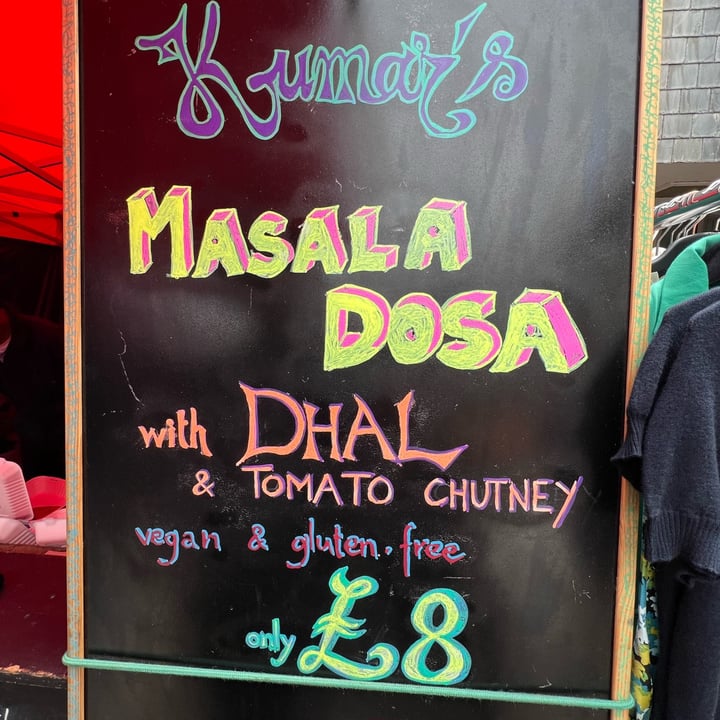 Kumar's
MASALA
DOSA
with DHAL
& TOMATO CHUTNEY
vegan & gluten-free
only £8